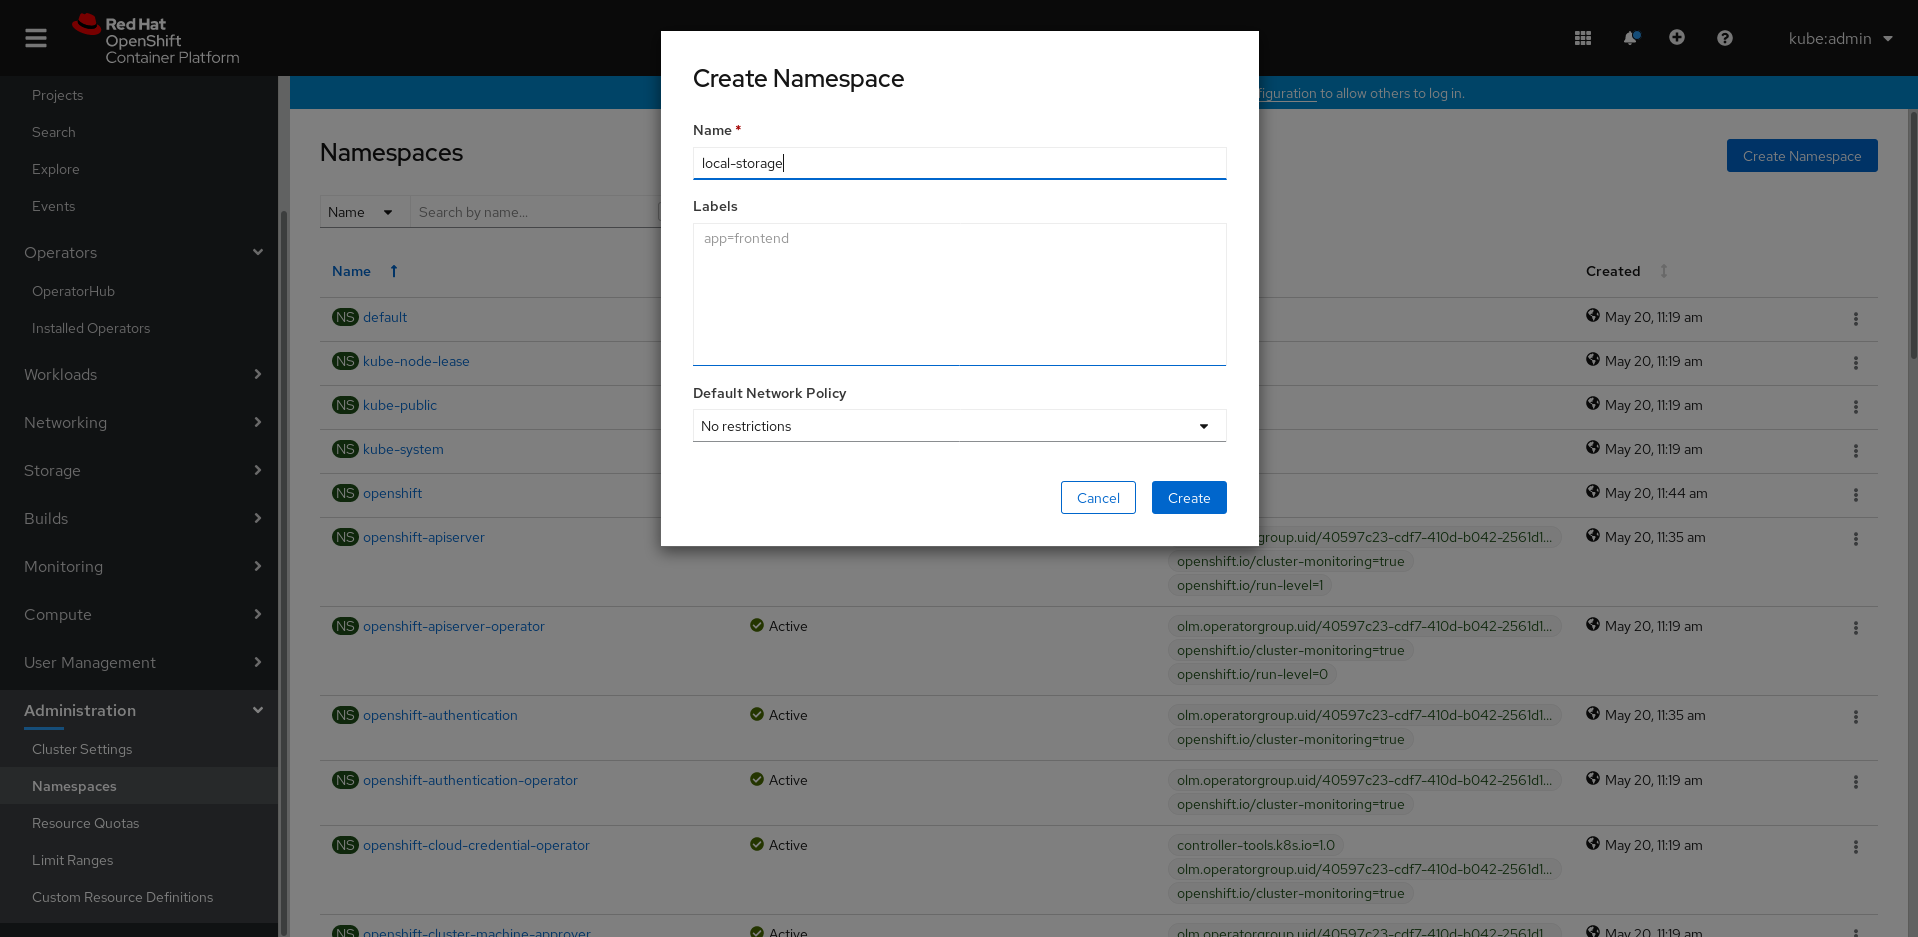 Red Hat
OpenShift
Container Platform
kube:admin
Projects
Search
Explore
Events
Operators
OperatorHub
Installed Operators
Workloads
Networking
Storage
Builds
Monitoring
Compute
User Management
Administration
Cluster Settings
Namespaces
Resource Quotas
Limit Ranges
Custom Resource Definitions
figuration to allow others to log in.
Namespaces
Create Namespace
Name
Search by name...
Name
Created
NS default
May 20, 11:19 am
NS kube-node-lease
May 20, 11:19 am
NS kube-public
May 20, 11:19 am
NS kube-system
May 20, 11:19 am
NS openshift
May 20, 11:44 am
NS openshift-apiserver
group.uid/40597c23-cdf7-410d-b042-2561d1...
openshift.io/cluster-monitoring=true
openshift.io/run-level=1
May 20, 11:35 am
NS openshift-apiserver-operator
Active
olm.operatorgroup.uid/40597c23-cdf7-410d-b042-2561d1...
openshift.io/cluster-monitoring=true
openshift.io/run-level=0
May 20, 11:19 am
NS openshift-authentication
Active
olm.operatorgroup.uid/40597c23-cdf7-410d-b042-2561d1...
openshift.io/cluster-monitoring=true
May 20, 11:35 am
NS openshift-authentication-operator
Active
olm.operatorgroup.uid/40597c23-cdf7-410d-b042-2561d1...
openshift.io/cluster-monitoring=true
May 20, 11:19 am
NS openshift-cloud-credential-operator
Active
controller-tools.k8s.io=1.0
olm.operatorgroup.uid/40597c23-cdf7-410d-b042-2561d1...
openshift.io/cluster-monitoring=true
May 20, 11:19 am
NS openshift-cluster-machine-approver
Active
olm.operatorgroup.uid/40597c23-cdf7-410d-b042-2561d1...
May 20, 11:19 am
Create Namespace
Name *
local-storage
Labels
app=frontend
Default Network Policy
No restrictions
Cancel
Create